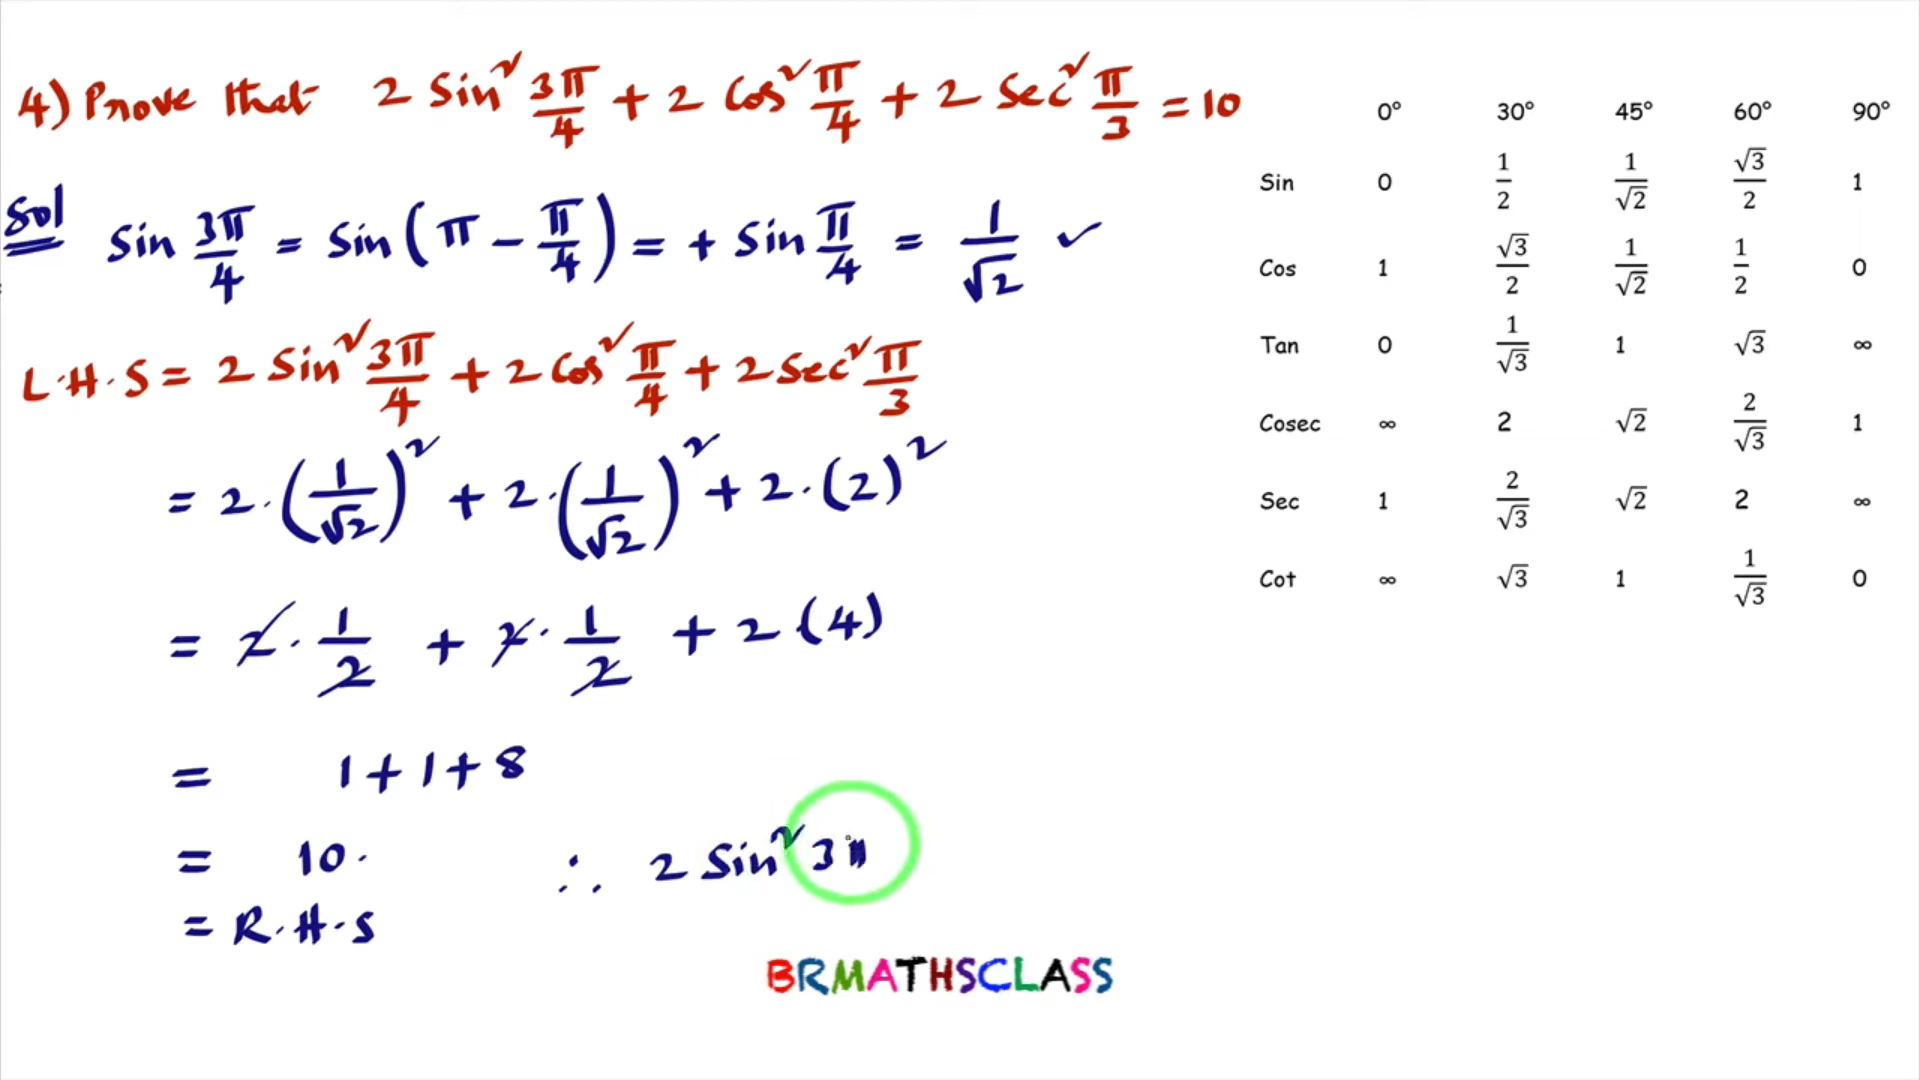 4) Prove that 2 Sin² 3π/4 + 2 Cos² π/4 + 2 Sec² π/3 = 10
Sol Sin 3π/4 = Sin(π - π/4) = + Sin π/4 = 1/√2 ✓
L.H.S = 2 Sin² 3π/4 + 2 Cos² π/4 + 2 Sec² π/3
= 2.(1/√2)² + 2.(1/√2)² + 2.(2)²
= 2. 1/2 + 2. 1/2 + 2 (4)
= 1+1+8
= 10. ∴ 2 Sin² 3π
= R.H.S
0° 30° 45° 60° 90°
Sin 0 1/2 1/√2 √3/2 1
Cos 1 √3/2 1/√2 1/2 0
Tan 0 1/√3 1 √3 ∞
Cosec ∞ 2 √2 2/√3 1
Sec 1 2/√3 √2 2 ∞
Cot ∞ √3 1 1/√3 0
BRMATHSCLASS